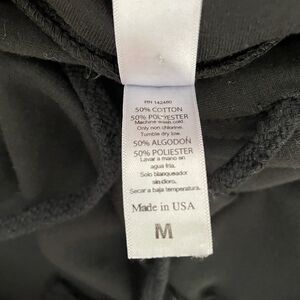 RN 142480
50% COTTON
50% POLYESTER
Machine wash cold.
Only non chlorine.
Tumble dry low.
50% ALGODON
50% POLIESTER
Lavar a mano en
agua fria.
Solo blanqueador
sin cloro.
Secar a baja temperatura.
Made in USA
M